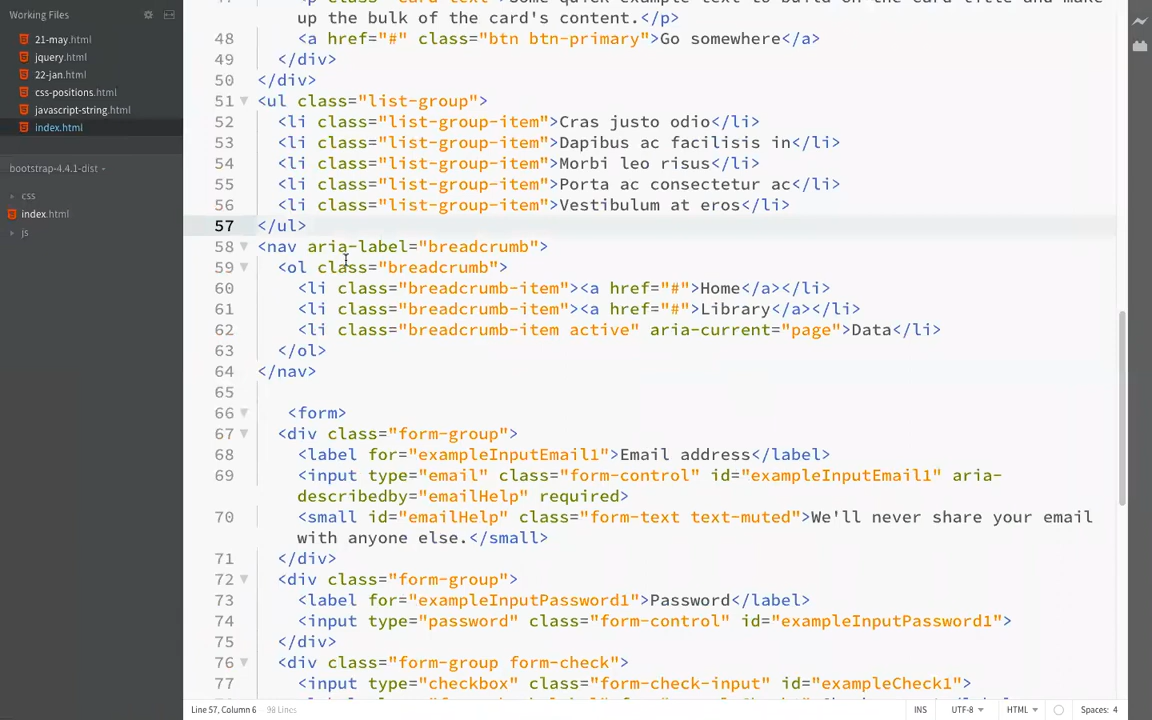 Working Files
21-may.html
jquery.html
22-jan.html
css-positions.html
javascript-string.html
index.html
bootstrap-4.4.1-dist
css
index.html
js
up the bulk of the card's content.</p>
48 <a href="#" class="btn btn-primary">Go somewhere</a>
49 </div>
50 </div>
51 <ul class="list-group">
52 <li class="list-group-item">Cras justo odio</li>
53 <li class="list-group-item">Dapibus ac facilisis in</li>
54 <li class="list-group-item">Morbi leo risus</li>
55 <li class="list-group-item">Porta ac consectetur ac</li>
56 <li class="list-group-item">Vestibulum at eros</li>
57 </ul>
58 <nav aria-label="breadcrumb">
59 <ol class="breadcrumb">
60 <li class="breadcrumb-item"><a href="#">Home</a></li>
61 <li class="breadcrumb-item"><a href="#">Library</a></li>
62 <li class="breadcrumb-item active" aria-current="page">Data</li>
63 </ol>
64 </nav>
65
66 <form>
67 <div class="form-group">
68 <label for="exampleInputEmail1">Email address</label>
69 <input type="email" class="form-control" id="exampleInputEmail1" aria-
describedby="emailHelp" required>
70 <small id="emailHelp" class="form-text text-muted">We'll never share your email
with anyone else.</small>
71 </div>
72 <div class="form-group">
73 <label for="exampleInputPassword1">Password</label>
74 <input type="password" class="form-control" id="exampleInputPassword1">
75 </div>
76 <div class="form-group form-check">
77 <input type="checkbox" class="form-check-input" id="exampleCheck1">
Line 57, Column 6 98 Lines
INS UTF-8 HTML Spaces: 4